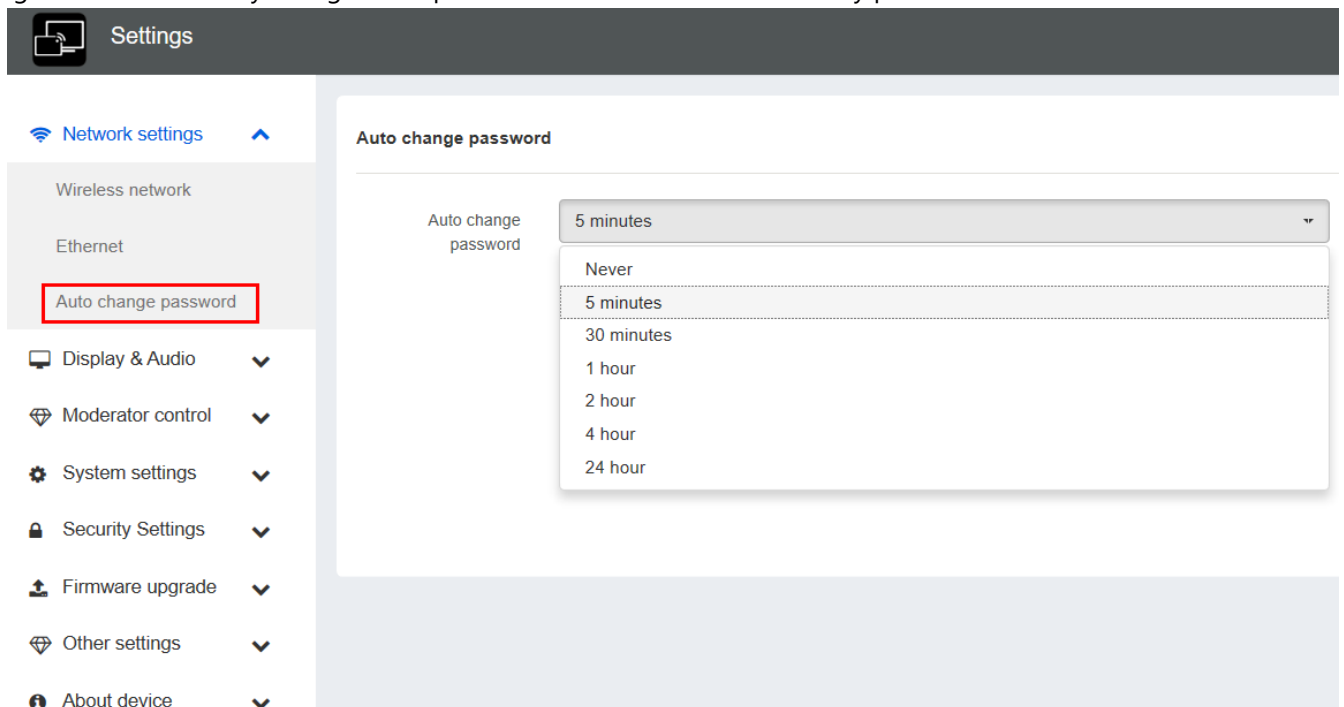 Settings
Network settings
Wireless network
Ethernet
Auto change password
Display & Audio
Moderator control
System settings
Security Settings
Firmware upgrade
Other settings
About device
Auto change password
Auto change
password
5 minutes
Never
5 minutes
30 minutes
1 hour
2 hour
4 hour
24 hour